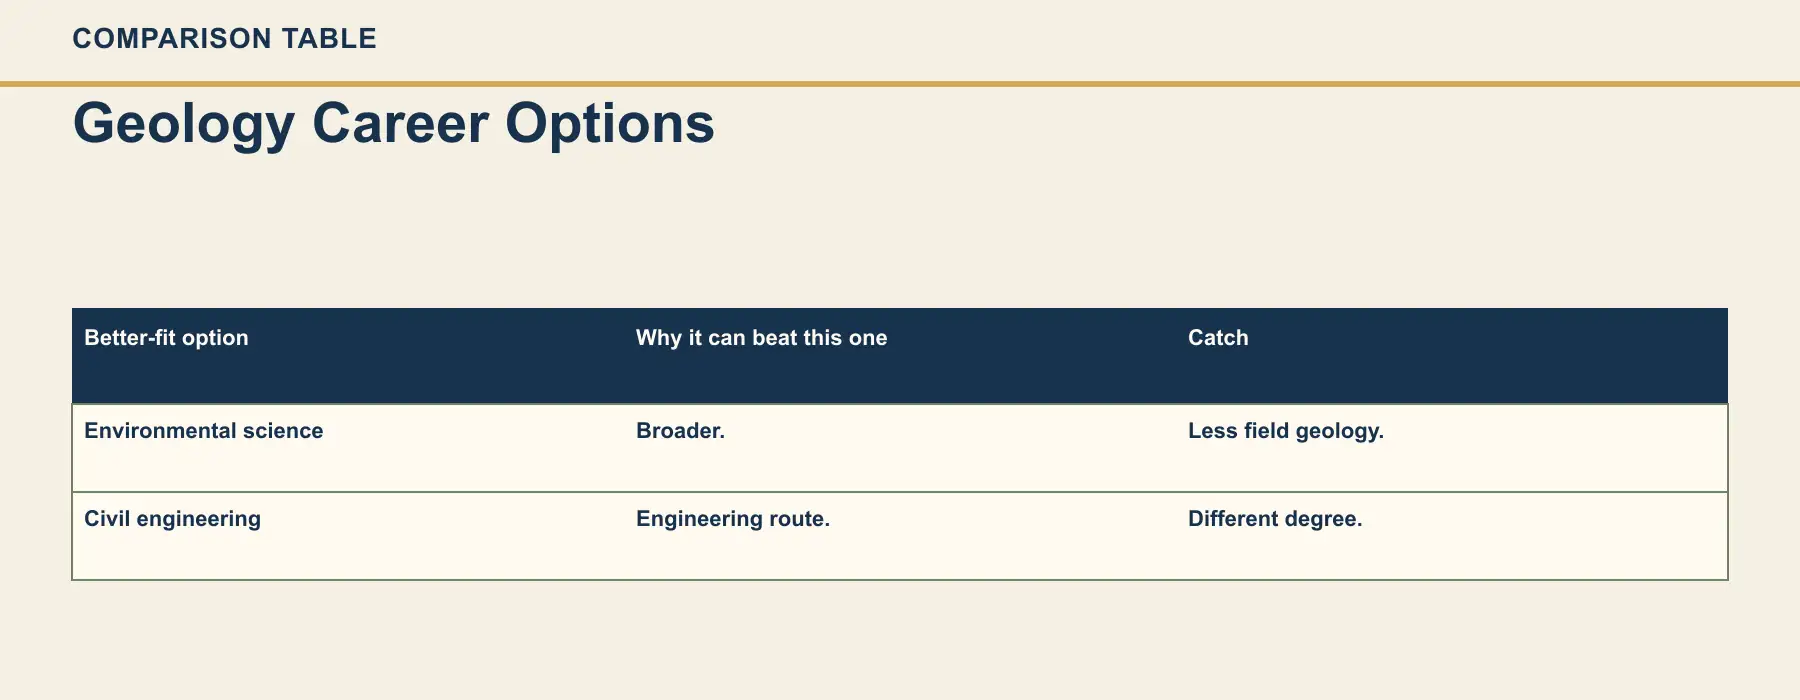 COMPARISON TABLE
Geology Career Options
Better-fit option Why it can beat this one Catch
Environmental science Broader. Less field geology.
Civil engineering Engineering route. Different degree.